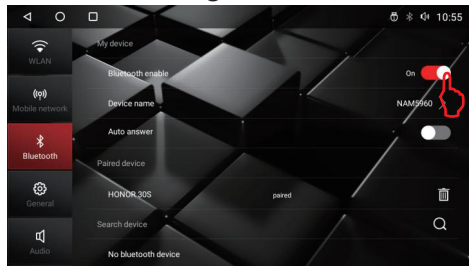 10:55
WLAN
My device
Bluetooth enable
On
Mobile network
Device name
NAM5960
Auto answer
Bluetooth
Paired device
HONOR 30S
paired
General
Search device
Audio
No bluetooth device